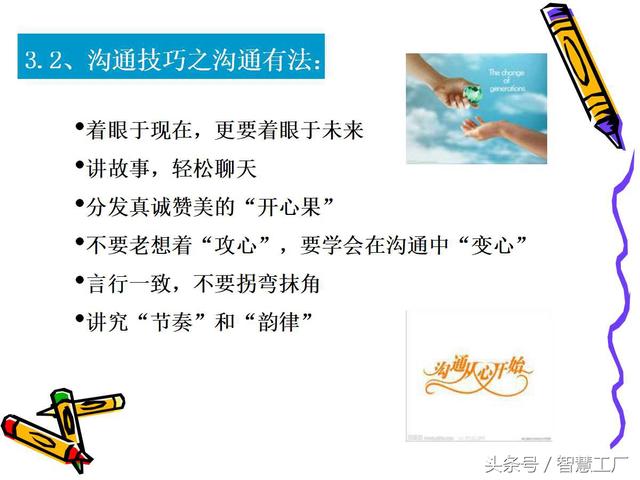 3.2、沟通技巧之沟通有法：
The change of
generations
•着眼于现在，更要着眼于未来
•讲故事，轻松聊天
•分发真诚赞美的“开心果”
•不要老想着“攻心”，要学会在沟通中“变心”
•言行一致，不要拐弯抹角
•讲究“节奏”和“韵律”
沟通从心开始
头条号／智慧工厂